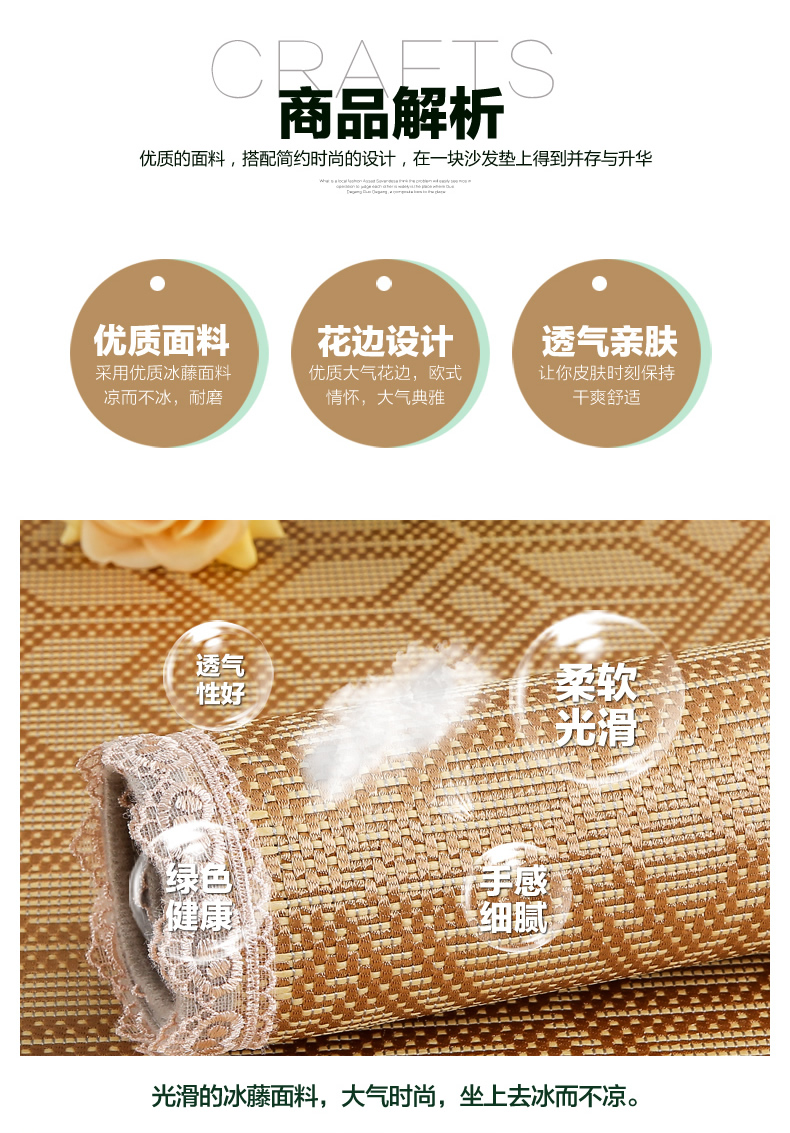 CRAFTS
商品解析
优质的面料，搭配简约时尚的设计，在一块沙发垫上得到并存与升华
优质面料
采用优质冰藤面料
凉而不冰，耐磨
花边设计
优质大气花边，欧式
情怀，大气典雅
透气亲肤
让你皮肤时刻保持
干爽舒适
透气
性好
柔软
光滑
绿色
健康
手感
细腻
光滑的冰藤面料，大气时尚，坐上去冰而不凉。